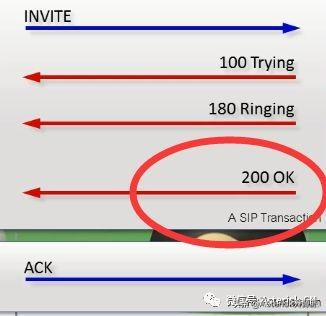 INVITE
100 Trying
180 Ringing
200 OK
A SIP Transaction
ACK